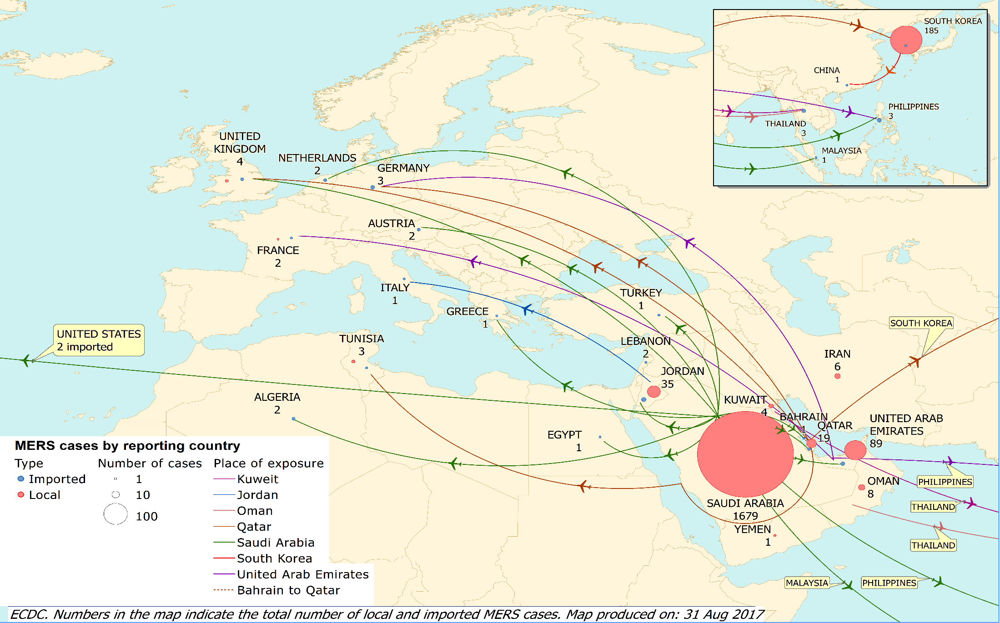 SOUTH KOREA
185
CHINA
1
PHILIPPINES
3
THAILAND
3
MALAYSIA
1
UNITED
KINGDOM
4
NETHERLANDS
2
GERMANY
3
AUSTRIA
2
FRANCE
2
ITALY
1
GREECE
1
TURKEY
1
UNITED STATES
2 imported
TUNISIA
3
LEBANON
2
SOUTH KOREA
IRAN
6
JORDAN
35
ALGERIA
2
KUWAIT
4
BAHRAIN
1
QATAR
19
UNITED ARAB
EMIRATES
89
EGYPT
1
PHILIPPINES
OMAN
8
THAILAND
SAUDI ARABIA
1679
YEMEN
1
THAILAND
MALAYSIA
PHILIPPINES
MERS cases by reporting country
Type
Imported
Local
Number of cases
1
10
100
Place of exposure
Kuweit
Jordan
Oman
Qatar
Saudi Arabia
South Korea
United Arab Emirates
Bahrain to Qatar
ECDC. Numbers in the map indicate the total number of local and imported MERS cases. Map produced on: 31 Aug 2017